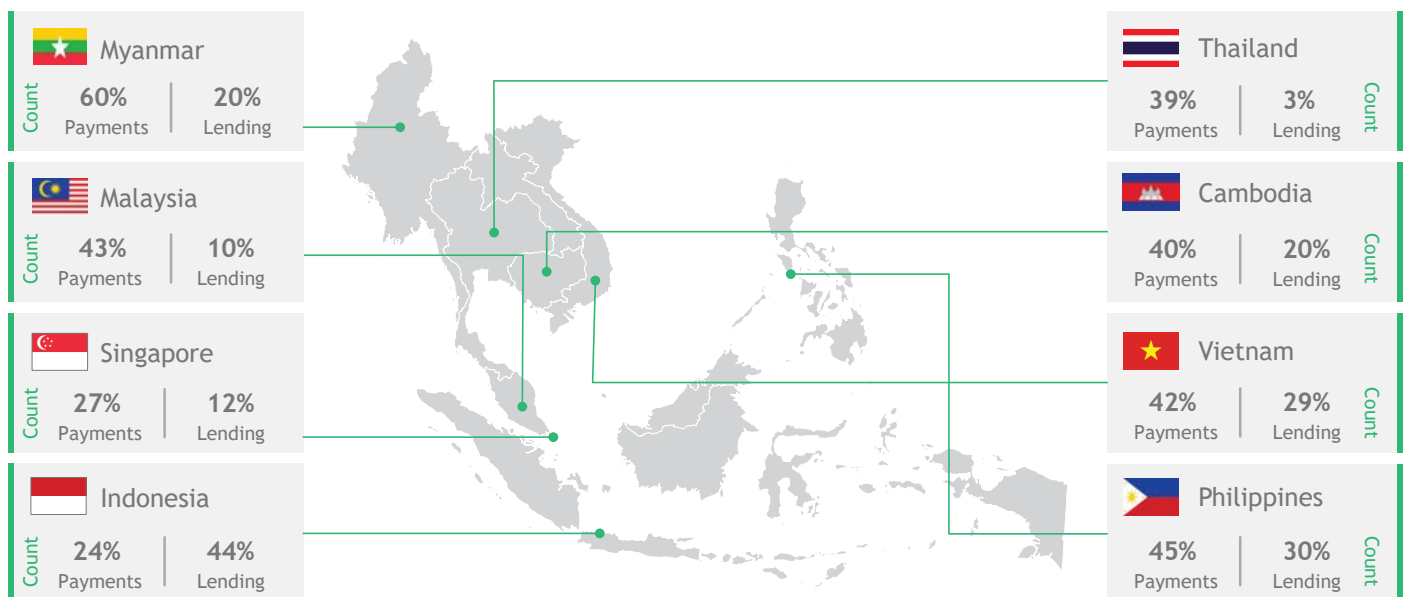 Myanmar
Count
60% 20%
Payments Lending
Malaysia
Count
43% 10%
Payments Lending
Singapore
Count
27% 12%
Payments Lending
Indonesia
Count
24% 44%
Payments Lending
Thailand
39% 3%
Payments Lending
Count
Cambodia
40% 20%
Payments Lending
Count
Vietnam
42% 29%
Payments Lending
Count
Philippines
45% 30%
Payments Lending
Count